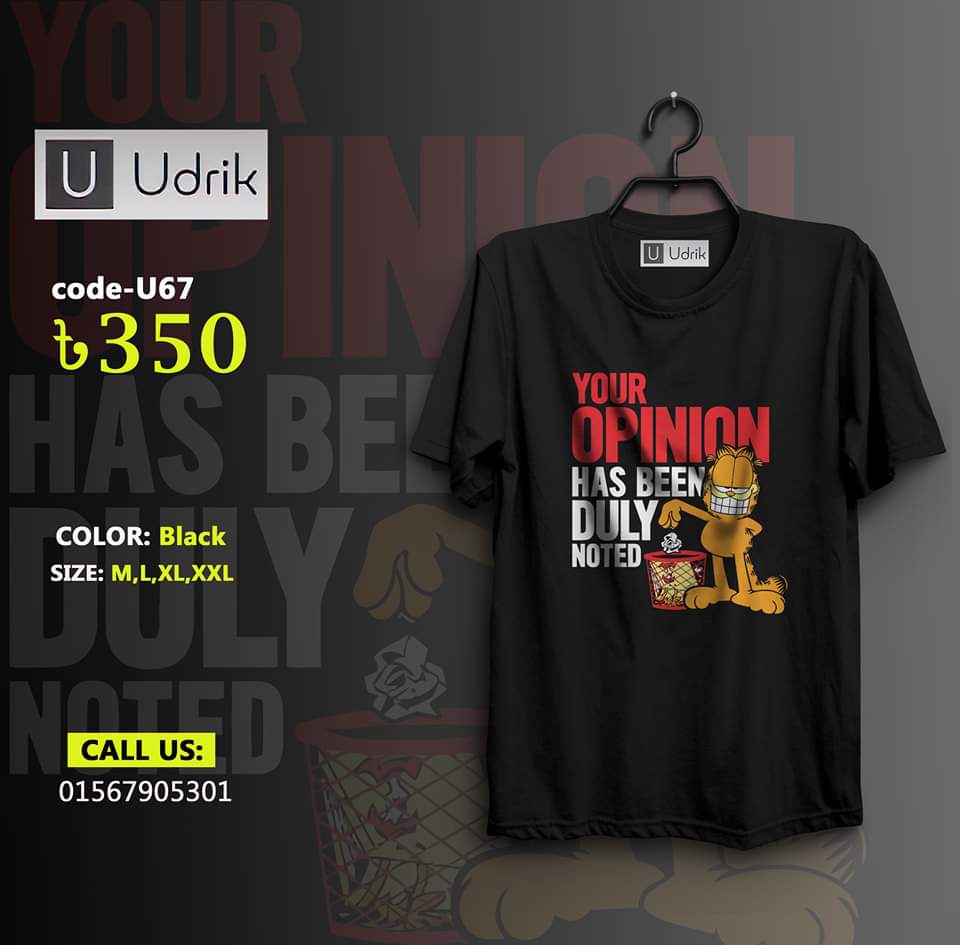 U Udrik
code-U67
৳350
COLOR: Black
SIZE: M,L,XL,XXL
CALL US:
01567905301
U Udrik
YOUR
OPINION
HAS BEEN
DULY
NOTED
YOUR
OPINION
HAS BEE
DULY
NOTED